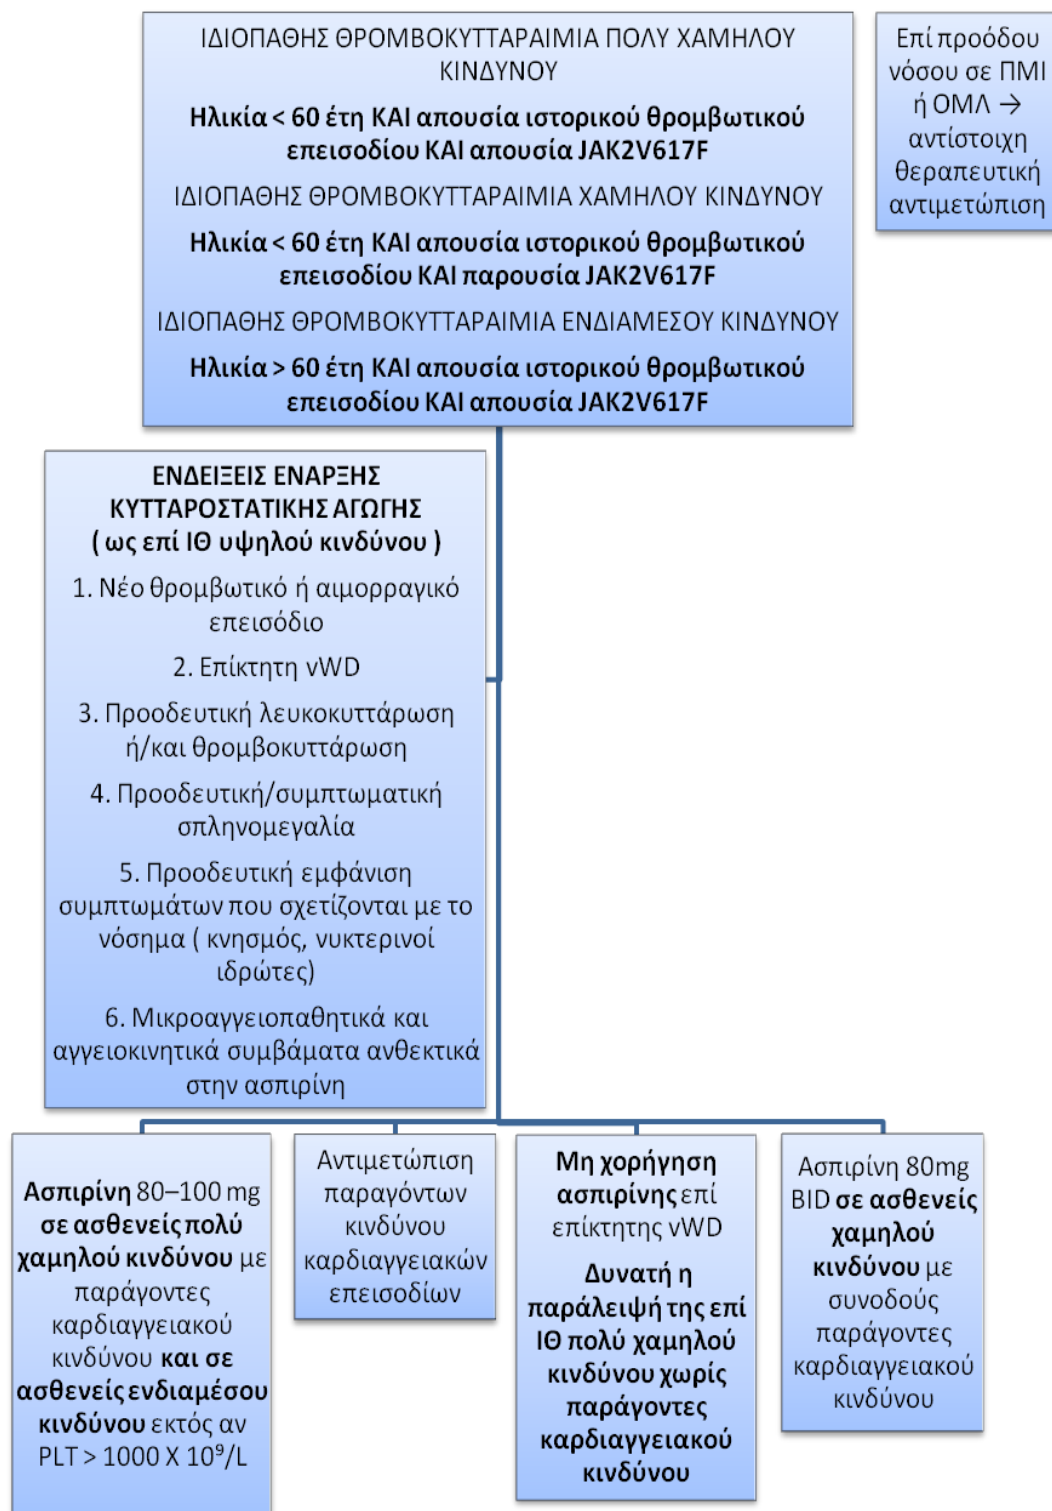 ΙΔΙΟΠΑΘΗΣ ΘΡΟΜΒΟΚΥΤΤΑΡΑΙΜΙΑ ΠΟΛΥ ΧΑΜΗΛΟΥ
ΚΙΝΔΥΝΟΥ
Ηλικία < 60 έτη ΚΑΙ απουσία ιστορικού θρομβωτικού
επεισοδίου ΚΑΙ απουσία JAK2V617F
ΙΔΙΟΠΑΘΗΣ ΘΡΟΜΒΟΚΥΤΤΑΡΑΙΜΙΑ ΧΑΜΗΛΟΥ ΚΙΝΔΥΝΟΥ
Ηλικία < 60 έτη ΚΑΙ απουσία ιστορικού θρομβωτικού
επεισοδίου ΚΑΙ παρουσία JAK2V617F
ΙΔΙΟΠΑΘΗΣ ΘΡΟΜΒΟΚΥΤΤΑΡΑΙΜΙΑ ΕΝΔΙΑΜΕΣΟΥ ΚΙΝΔΥΝΟΥ
Ηλικία > 60 έτη ΚΑΙ απουσία ιστορικού θρομβωτικού
επεισοδίου ΚΑΙ απουσία JAK2V617F
Επί προόδου
νόσου σε ΠΜΙ
ή ΟΜΛ →
αντίστοιχη
θεραπευτική
αντιμετώπιση
ΕΝΔΕΙΞΕΙΣ ΕΝΑΡΞΗΣ
ΚΥΤΤΑΡΟΣΤΑΤΙΚΗΣ ΑΓΩΓΗΣ
( ως επί ΙΘ υψηλού κινδύνου )
1. Νέο θρομβωτικό ή αιμορραγικό
επεισόδιο
2. Επίκτητη vWD
3. Προοδευτική λευκοκυττάρωση
ή/και θρομβοκυττάρωση
4. Προοδευτική/συμπτωματική
σπληνομεγαλία
5. Προοδευτική εμφάνιση
συμπτωμάτων που σχετίζονται με το
νόσημα ( κνησμός, νυκτερινοί
ιδρώτες)
6. Μικροαγγειοπαθητικά και
αγγειοκινητικά συμβάματα ανθεκτικά
στην ασπιρίνη
Ασπιρίνη 80–100 mg
σε ασθενείς πολύ
χαμηλού κινδύνου με
παράγοντες
καρδιαγγειακού
κινδύνου και σε
ασθενείς ενδιαμέσου
κινδύνου εκτός αν
PLT > 1000 X 10⁹/L
Αντιμετώπιση
παραγόντων
κινδύνου
καρδιαγγειακών
επεισοδίων
Μη χορήγηση
ασπιρίνης επί
επίκτητης vWD
Δυνατή η
παράλειψή της επί
ΙΘ πολύ χαμηλού
κινδύνου χωρίς
παράγοντες
καρδιαγγειακού
κινδύνου
Ασπιρίνη 80mg
BID σε ασθενείς
χαμηλού
κινδύνου με
συνοδούς
παράγοντες
καρδιαγγειακού
κινδύνου